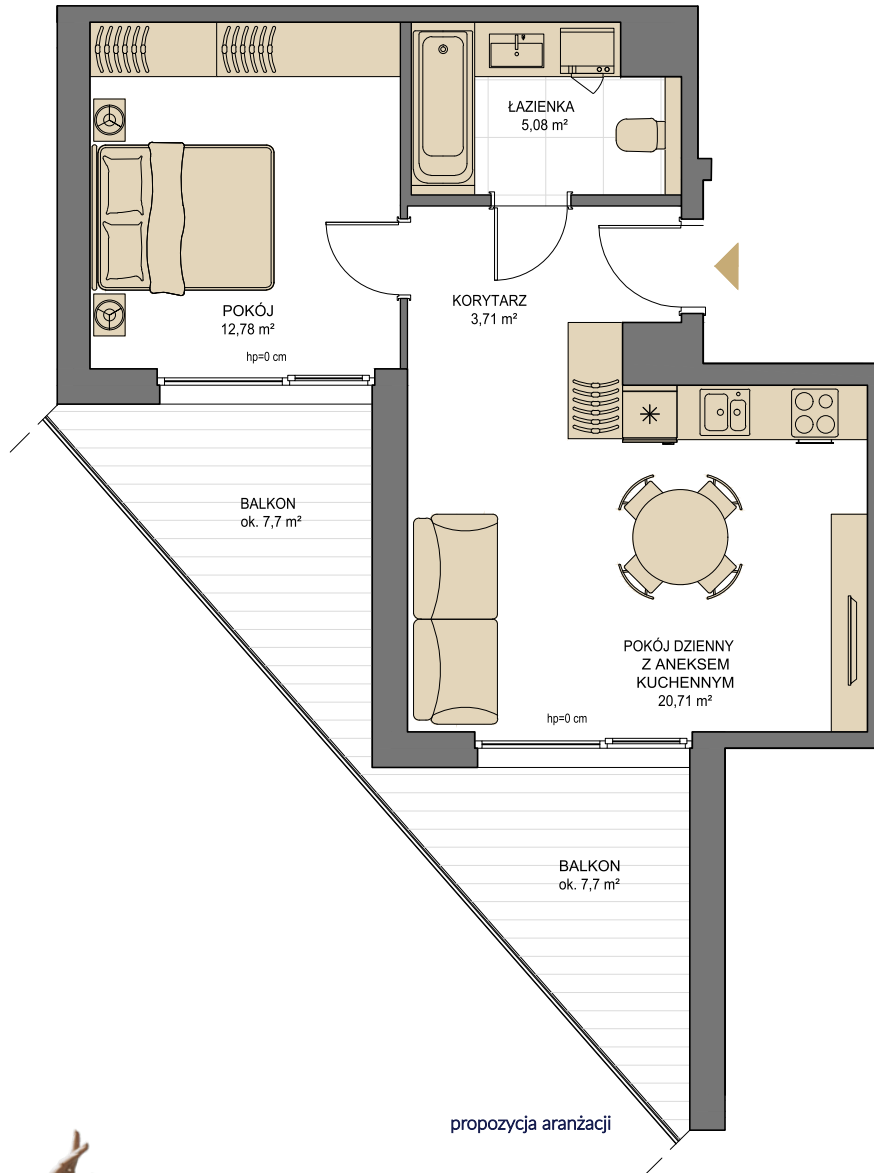 ŁAZIENKA
5,08 m²
POKÓJ
12,78 m²
hp=0 cm
KORYTARZ
3,71 m²
BALKON
ok. 7,7 m²
POKÓJ DZIENNY
Z ANEKSEM
KUCHENNYM
20,71 m²
hp=0 cm
BALKON
ok. 7,7 m²
propozycja aranżacji